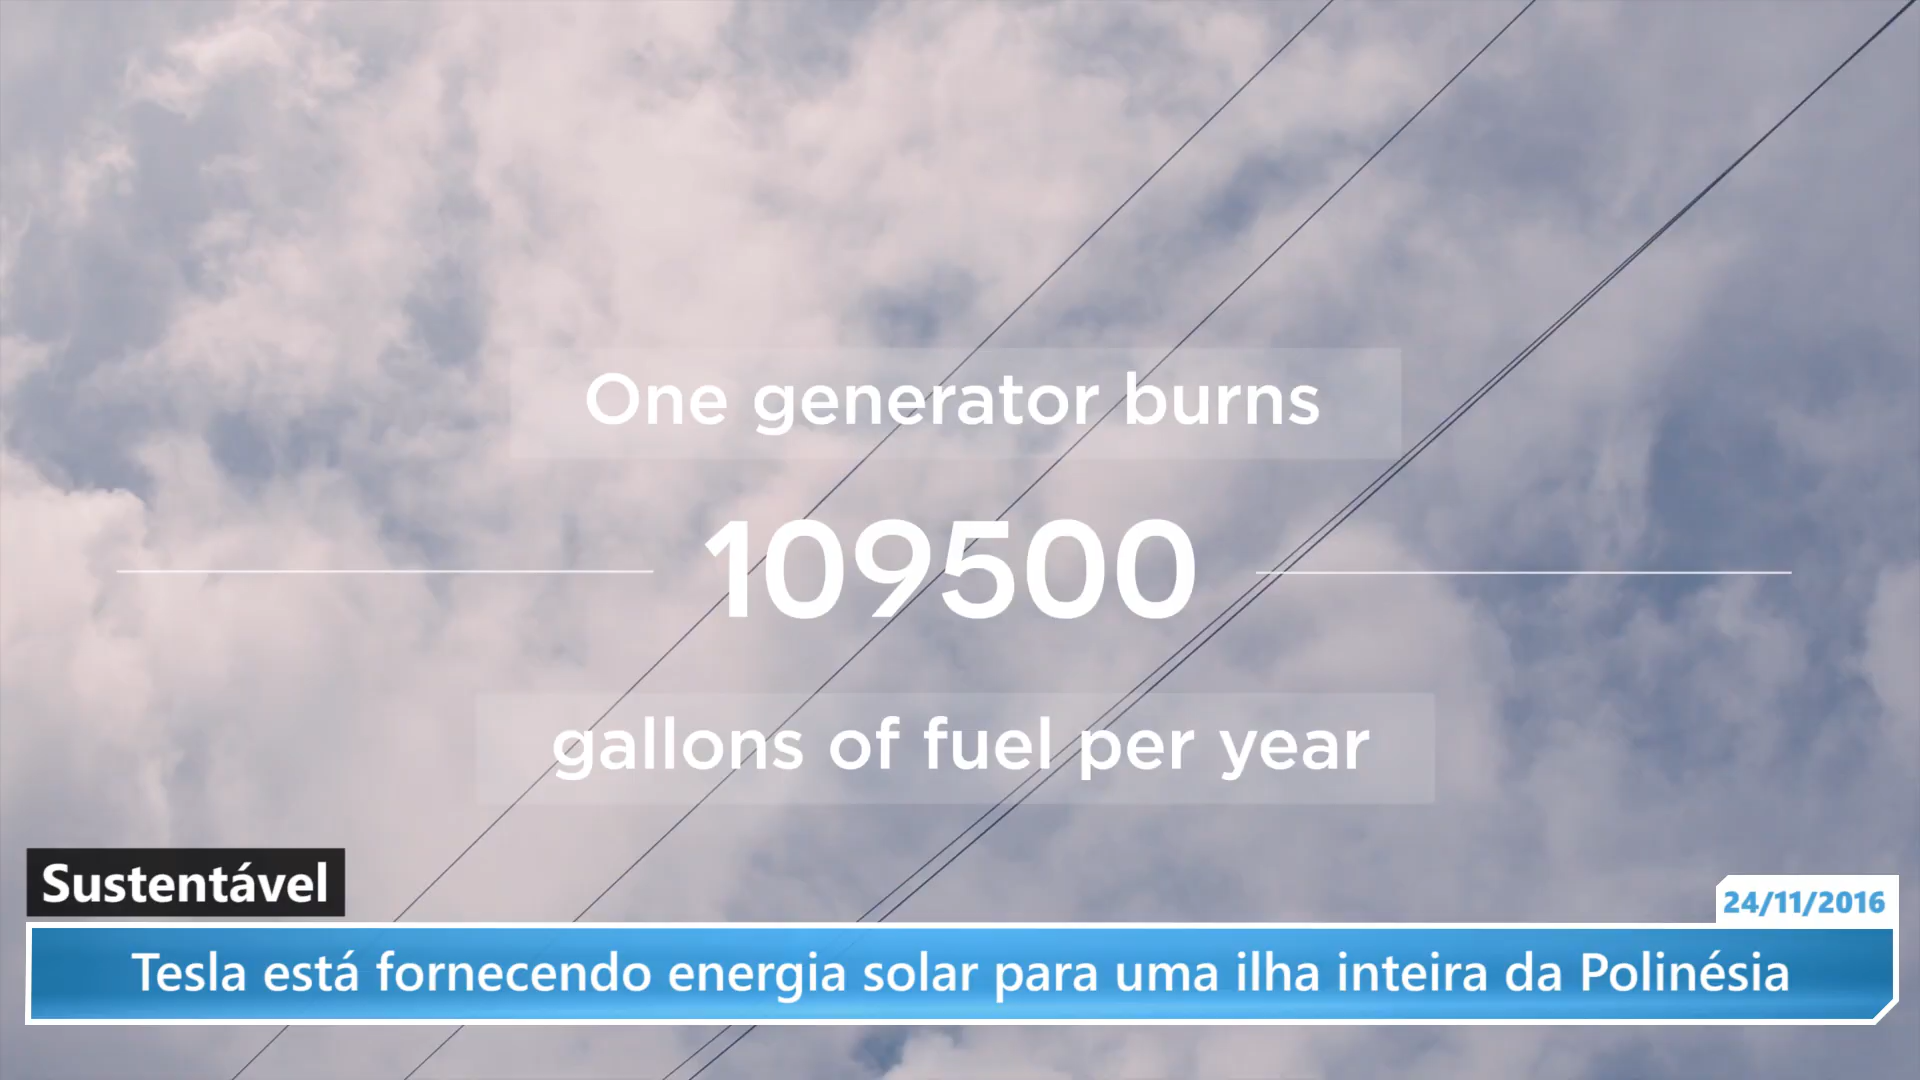 One generator burns
109500
gallons of fuel per year
Sustentável
24/11/2016
Tesla está fornecendo energia solar para uma ilha inteira da Polinésia